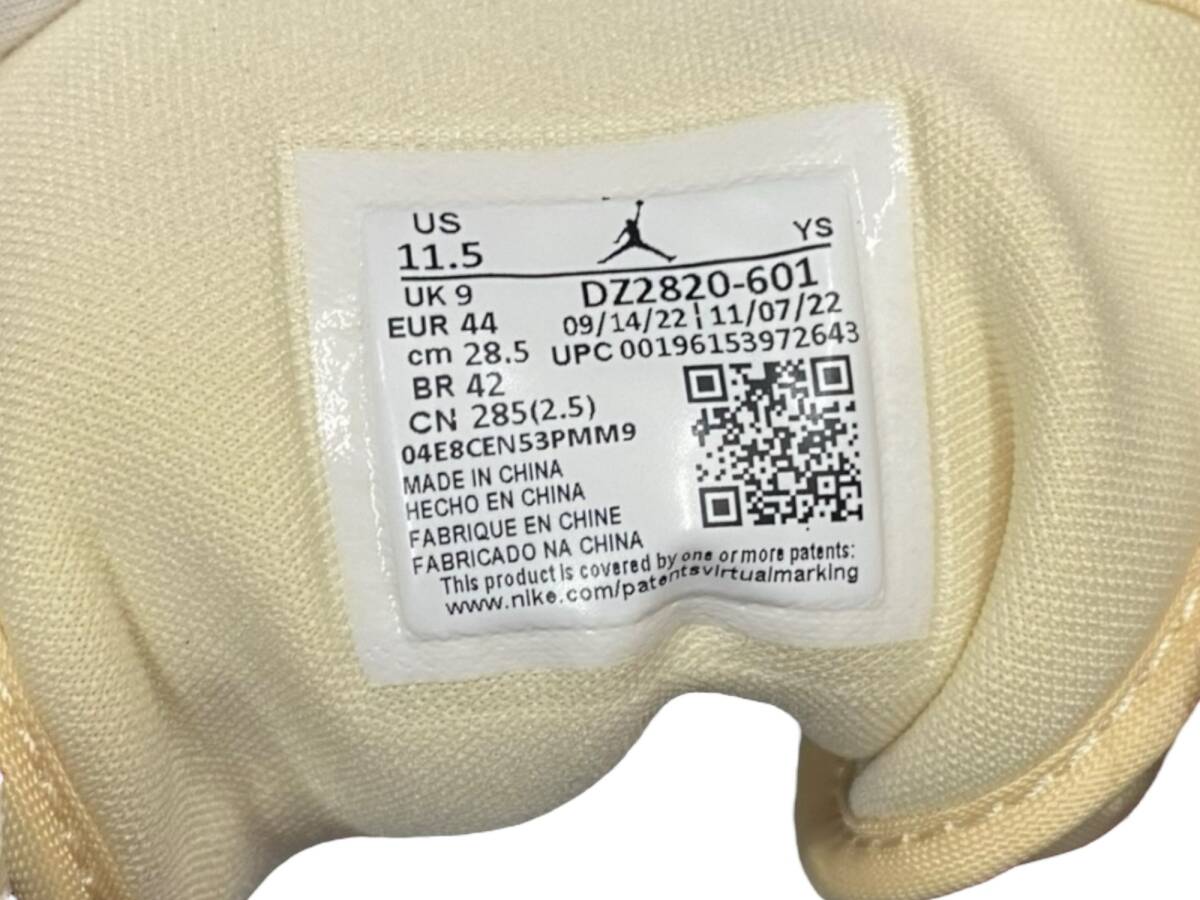 US YS
11.5
UK 9 DZ2820-601
EUR 44 09/14/22 | 11/07/22
cm 28.5 UPC 00196153972643
BR 42
CN 285(2.5)
04E8CEN53PMM9
MADE IN CHINA
HECHO EN CHINA
FABRIQUE EN CHINE
FABRICADO NA CHINA
This product is covered by one or more patents:
www.nike.com/patentsvirtualmarking